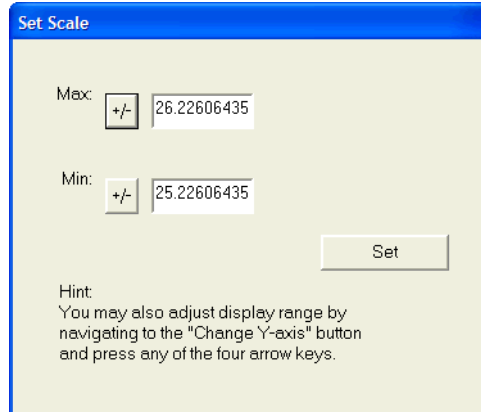 Set Scale
Max: +/- 26.22606435
Min: +/- 25.22606435
Set
Hint:
You may also adjust display range by
navigating to the "Change Y-axis" button
and press any of the four arrow keys.